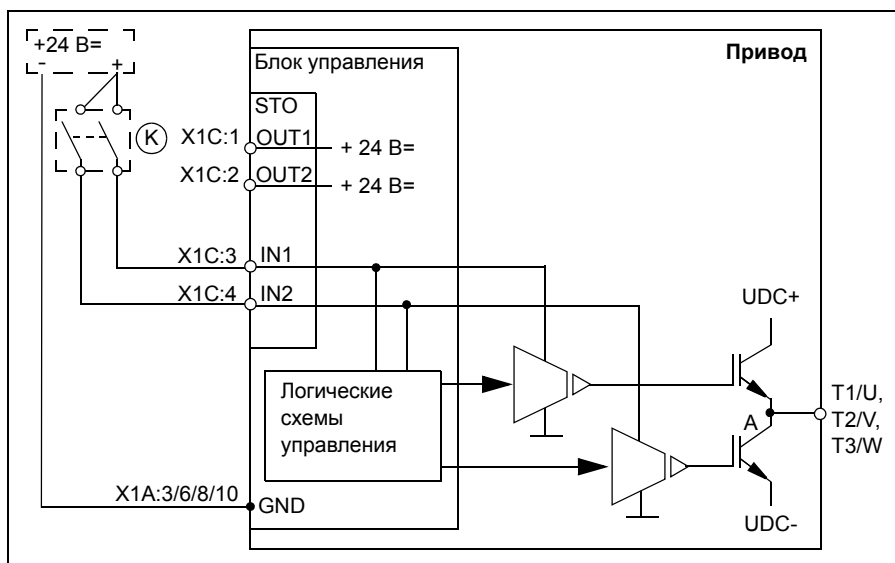 +24 В=
- +
Привод
Блок управления
STO
K
X1C:1
OUT1
+ 24 В=
X1C:2
OUT2
+ 24 В=
X1C:3
IN1
X1C:4
IN2
UDC+
Логические
схемы
управления
T1/U,
T2/V,
T3/W
A
X1A:3/6/8/10
GND
UDC-